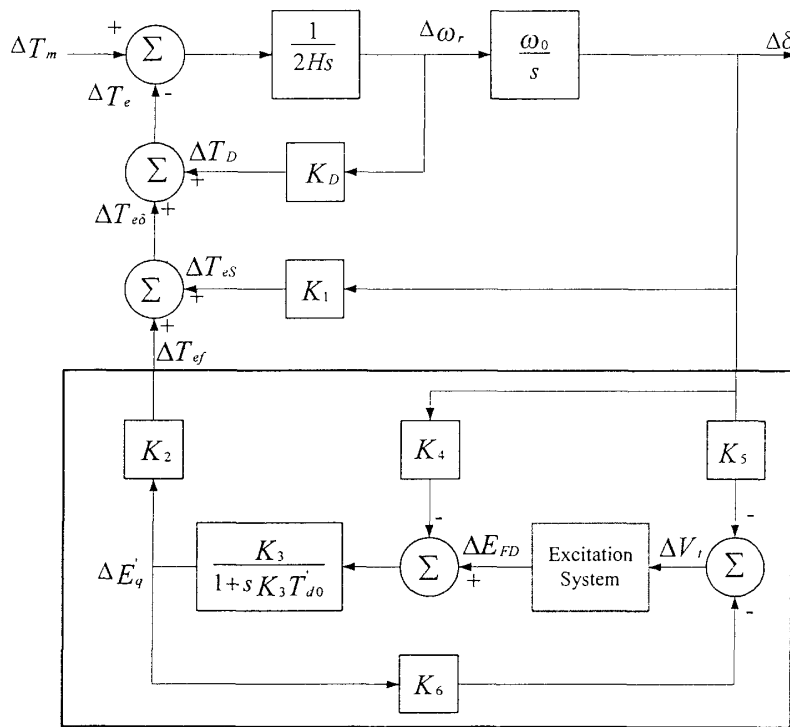 +
ΔT_m
Σ
-
1
2Hs
Δω_r
ω_0
s
Δδ
ΔT_e
Σ
ΔT_D
+
+
K_D
ΔT_eδ
Σ
ΔT_eS
+
+
K_1
ΔT_ef
K_2
K_4
K_5
-
-
ΔE'_q
K_3
1+s K_3 T'_d0
Σ
ΔE_FD
+
Excitation
System
ΔV_t
Σ
-
K_6